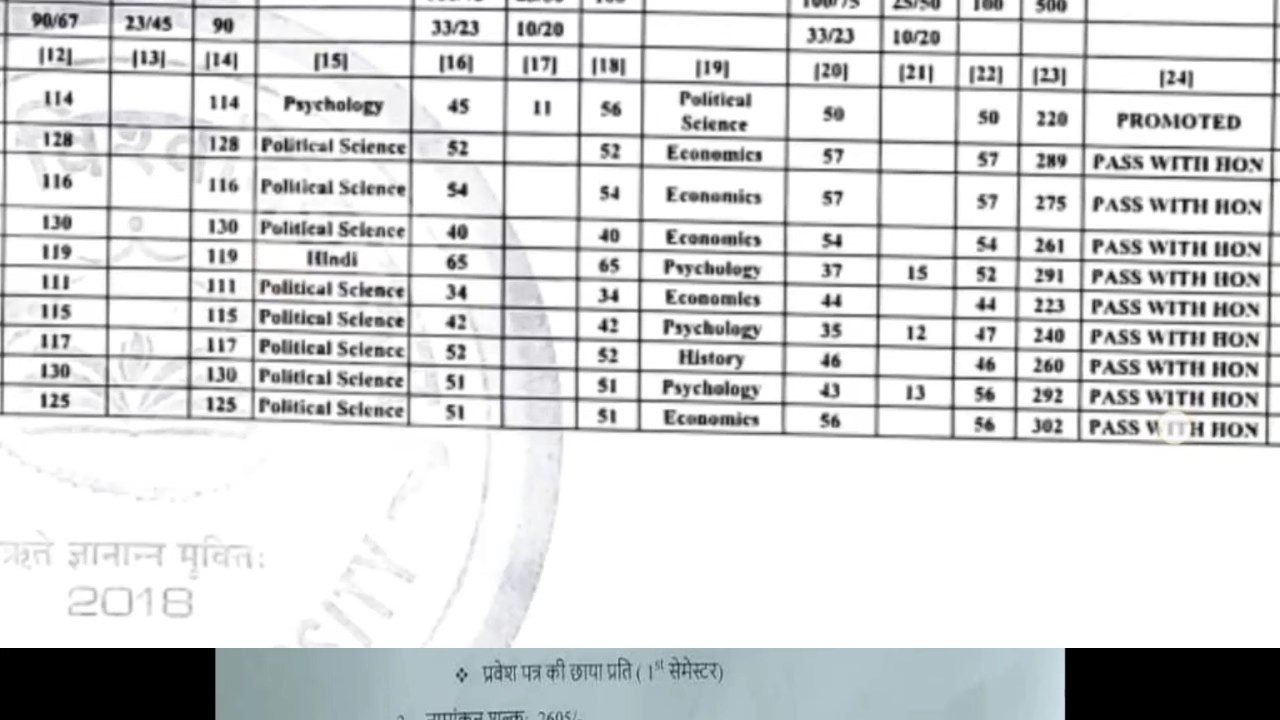 100/75 25/50 100 500
90/67 23/45 90 33/23 10/20 33/23 10/20
[12] [13] [14] [15] [16] [17] [18] [19] [20] [21] [22] [23] [24]
114 114 Psychology 45 11 56 Political Science 50 50 220 PROMOTED
128 128 Political Science 52 52 Economics 57 57 289 PASS WITH HON
116 116 Political Science 54 54 Economics 57 57 275 PASS WITH HON
130 130 Political Science 40 40 Economics 54 54 261 PASS WITH HON
119 119 Hindi 65 65 Psychology 37 15 52 291 PASS WITH HON
111 111 Political Science 34 34 Economics 44 44 223 PASS WITH HON
115 115 Political Science 42 42 Psychology 35 12 47 240 PASS WITH HON
117 117 Political Science 52 52 History 46 46 260 PASS WITH HON
130 130 Political Science 51 51 Psychology 43 13 56 292 PASS WITH HON
125 125 Political Science 51 51 Economics 56 56 302 PASS WITH HON
ऋते ज्ञानान्न मुक्तिः
2018
❖ प्रवेश पत्र की छाया प्रति ( 1st सेमेस्टर)
2605/-